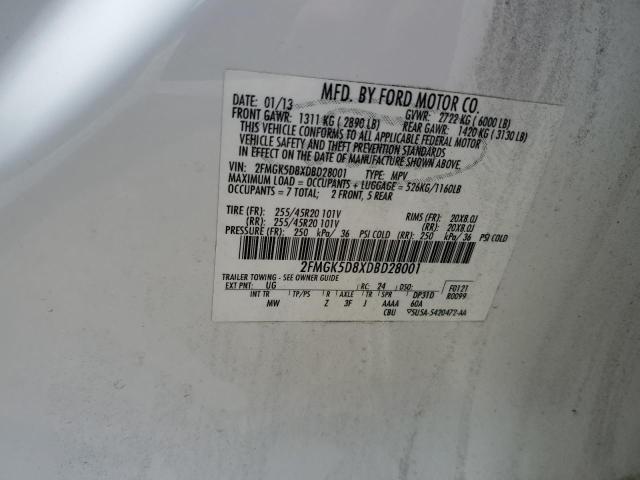 MFD. BY FORD MOTOR CO.
DATE: 01/13 GVWR: 2722 KG ( 6000 LB)
FRONT GAWR: 1311 KG ( 2890 LB) REAR GAWR: 1420 KG ( 3130 LB)
THIS VEHICLE CONFORMS TO ALL APPLICABLE FEDERAL MOTOR
VEHICLE SAFETY AND THEFT PREVENTION STANDARDS
IN EFFECT ON THE DATE OF MANUFACTURE SHOWN ABOVE.
VIN: 2FMGK5D8XDBD28001 TYPE: MPV
MAXIMUM LOAD = OCCUPANTS + LUGGAGE = 526KG/1160LB
OCCUPANTS = 7 TOTAL: 2 FRONT, 5 REAR
TIRE (FR): 255/45R20 101V RIMS (FR): 20X8.0J
(RR): 255/45R20 101V (RR): 20X8.0J
PRESSURE (FR): 250 kPa/ 36 PSI COLD (RR): 250 kPa/ 36 PSI COLD
2FMGK5D8XDBD28001
TRAILER TOWING - SEE OWNER GUIDE
EXT PNT: UG RC: 24 DSO: F0121
INT TR TP/PS R AXLE TR SPR DP31D R0099
MW Z 3F J AAAA 60A
CBU 5U5A-5420472-AA